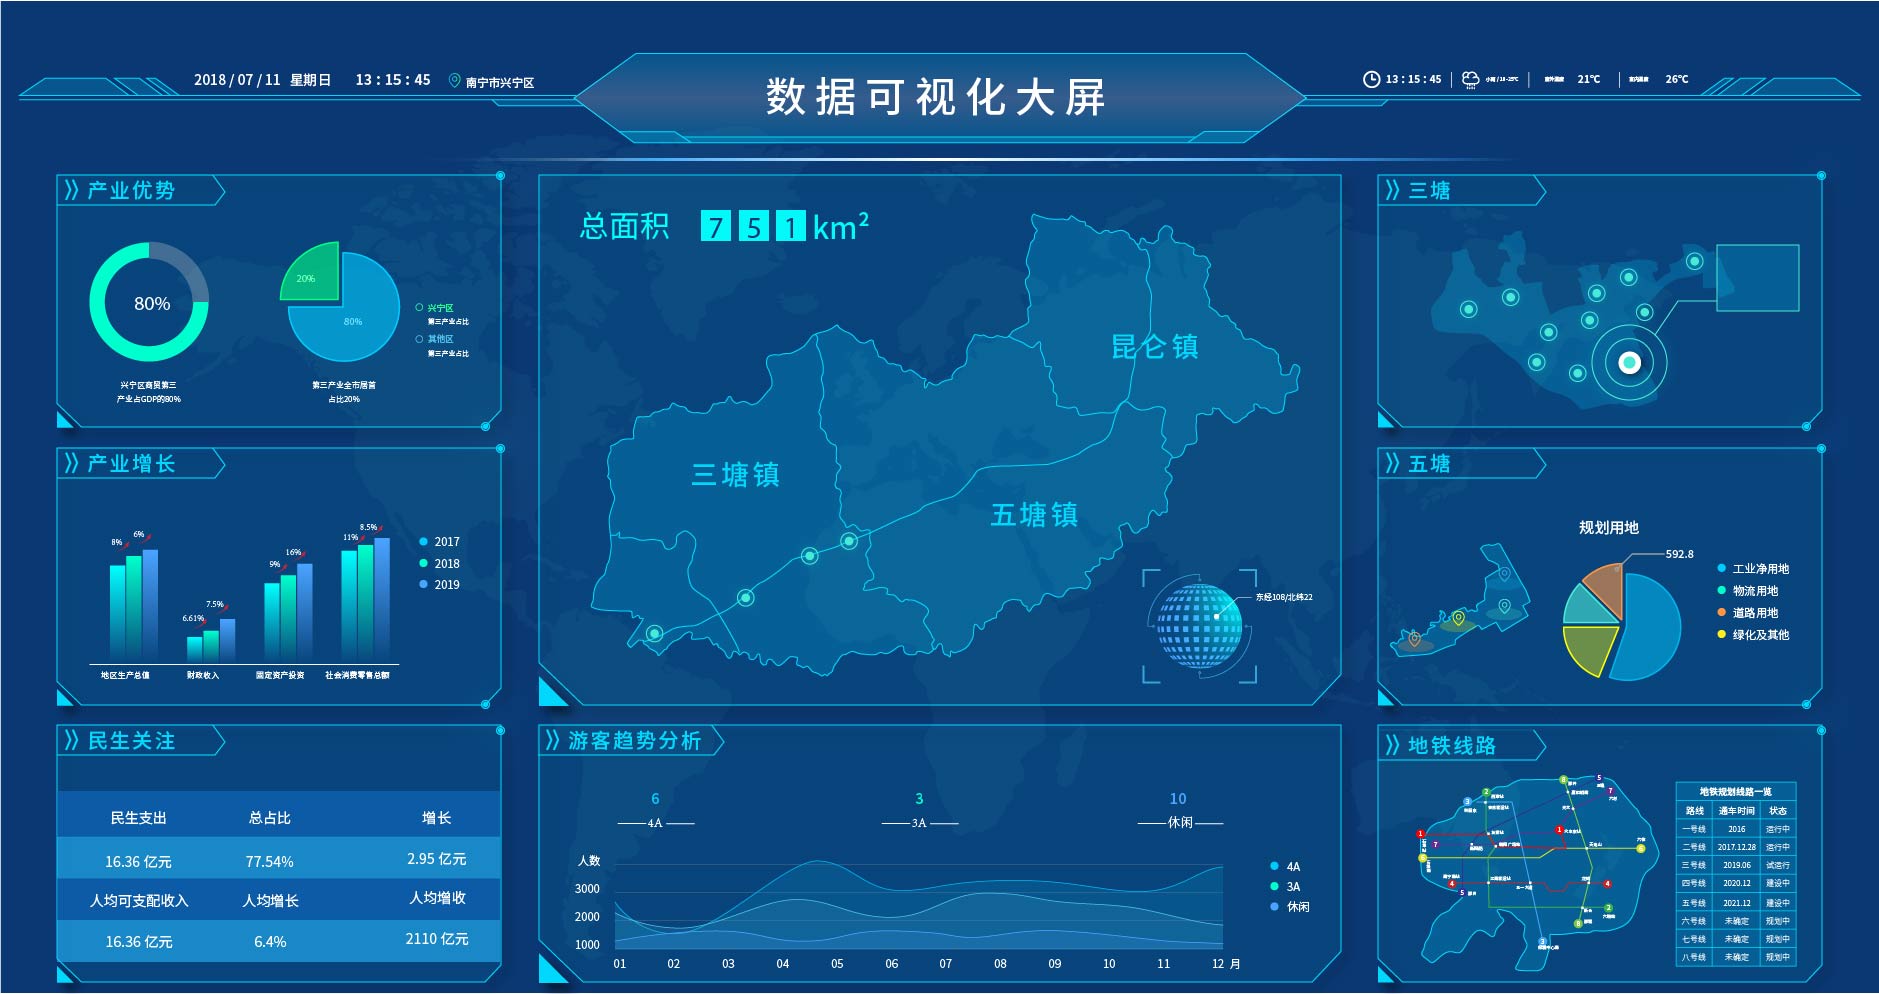 2018 / 07 / 11 星期日 13 : 15 : 45 南宁市兴宁区
数据可视化大屏
13 : 15 : 45 21℃ 26℃
产业优势
80%
20%
80%
兴宁区
第三产业占比
其他区
第三产业占比
兴宁区商贸第三
产业占GDP的80%
第三产业全市居首
占比20%
产业增长
8% 6%
6.61% 7.5%
9% 16%
11% 8.5%
2017
2018
2019
地区生产总值 财政收入 固定资产投资 社会消费零售总额
民生关注
民生支出 总占比 增长
16.36 亿元 77.54% 2.95 亿元
人均可支配收入 人均增长 人均增收
16.36 亿元 6.4% 2110 亿元
总面积 7 5 1 km²
昆仑镇
三塘镇
五塘镇
东经108/北纬22
游客趋势分析
6 3 10
4A 3A 休闲
人数
3000
2000
1000
01 02 03 04 05 06 07 08 09 10 11 12 月
4A
3A
休闲
三塘
五塘
规划用地
592.8
工业净用地
物流用地
道路用地
绿化及其他
地铁线路
地铁规划线路一览
路线 通车时间 状态
一号线 2016 运行中
二号线 2017.12.28 运行中
三号线 2019.06 试运行
四号线 2020.12 建设中
五号线 2021.12 建设中
六号线 未确定 规划中
七号线 未确定 规划中
八号线 未确定 规划中